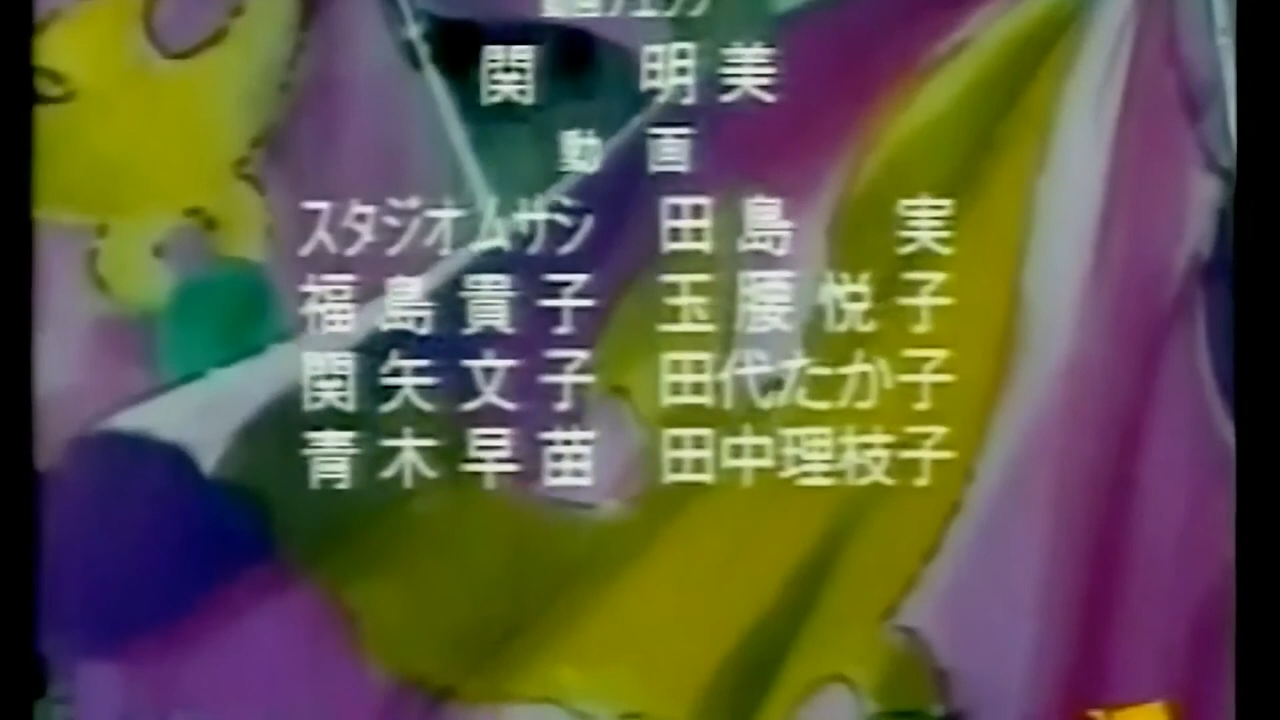 関 明美
動画
スタジオムサシ 田島 実
福島貴子 玉腰悦子
関矢文子 田代たか子
青木早苗 田中理枝子